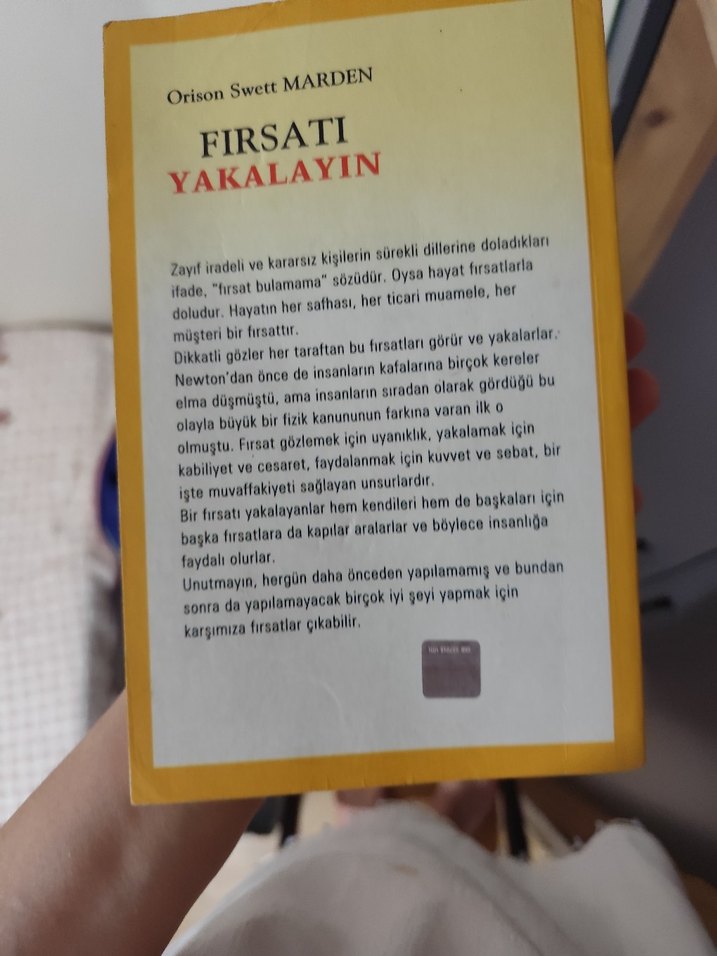 Orison Swett MARDEN
FIRSATI
YAKALAYIN
Zayıf iradeli ve kararsız kişilerin sürekli dillerine doladıkları
ifade, "fırsat bulamama" sözüdür. Oysa hayat fırsatlarla
doludur. Hayatın her safhası, her ticari muamele, her
müşteri bir fırsattır.
Dikkatli gözler her taraftan bu fırsatları görür ve yakalarlar.
Newton'dan önce de insanların kafalarına birçok kereler
elma düşmüştü, ama insanların sıradan olarak gördüğü bu
olayla büyük bir fizik kanununun farkına varan ilk o
olmuştu. Fırsat gözlemek için uyanıklık, yakalamak için
kabiliyet ve cesaret, faydalanmak için kuvvet ve sebat, bir
işte muvaffakiyeti sağlayan unsurlardır.
Bir fırsatı yakalayanlar hem kendileri hem de başkaları için
başka fırsatlara da kapılar aralarlar ve böylece insanlığa
faydalı olurlar.
Unutmayın, hergün daha önceden yapılamamış ve bundan
sonra da yapılamayacak birçok iyi şeyi yapmak için
karşımıza fırsatlar çıkabilir.